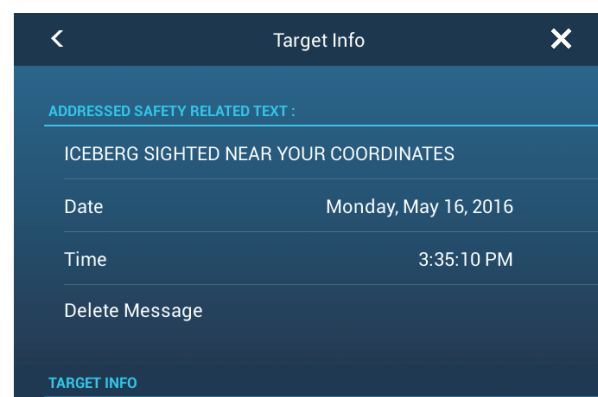 Target Info
ADDRESSED SAFETY RELATED TEXT :
ICEBERG SIGHTED NEAR YOUR COORDINATES
Date Monday, May 16, 2016
Time 3:35:10 PM
Delete Message
TARGET INFO